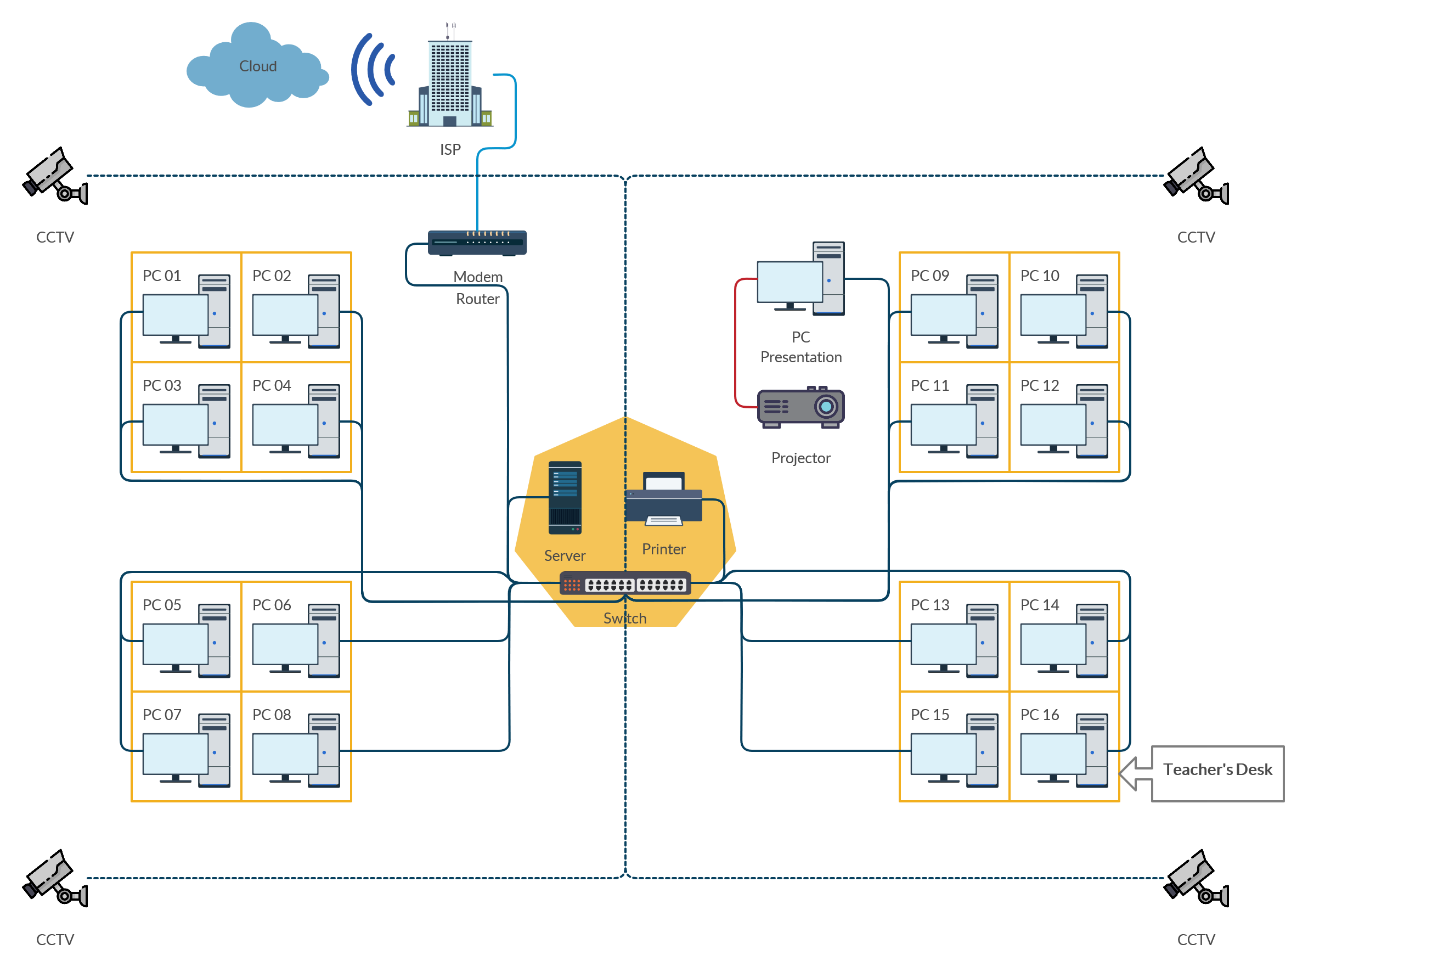 Cloud
ISP
CCTV
CCTV
Modem
Router
PC 01
PC 02
PC 03
PC 04
PC
Presentation
Projector
PC 09
PC 10
PC 11
PC 12
Server
Printer
Switch
PC 05
PC 06
PC 07
PC 08
PC 13
PC 14
PC 15
PC 16
Teacher's Desk
CCTV
CCTV